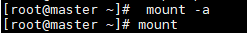 [root@master ~]#  mount -a
[root@master ~]# mount